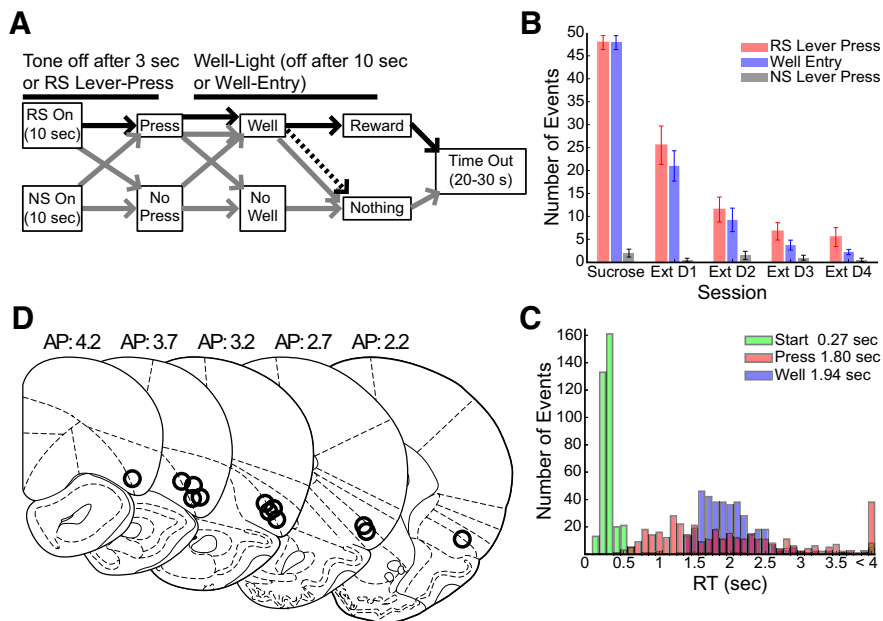 A
Tone off after 3 sec
or RS Lever-Press
Well-Light (off after 10 sec
or Well-Entry)
RS On
(10 sec)
Press
Well
Reward
Time Out
(20-30 s)
NS On
(10 sec)
No
Press
No
Well
Nothing
B
Number of Events
50
45
40
35
30
25
20
15
10
5
0
RS Lever Press
Well Entry
NS Lever Press
Sucrose
Ext D1
Ext D2
Ext D3
Ext D4
Session
D
AP: 4.2
AP: 3.7
AP: 3.2
AP: 2.7
AP: 2.2
C
Number of Events
160
140
120
100
80
60
40
20
Start 0.27 sec
Press 1.80 sec
Well 1.94 sec
0
0.5
1
1.5
2
2.5
3
3.5
< 4
RT (sec)